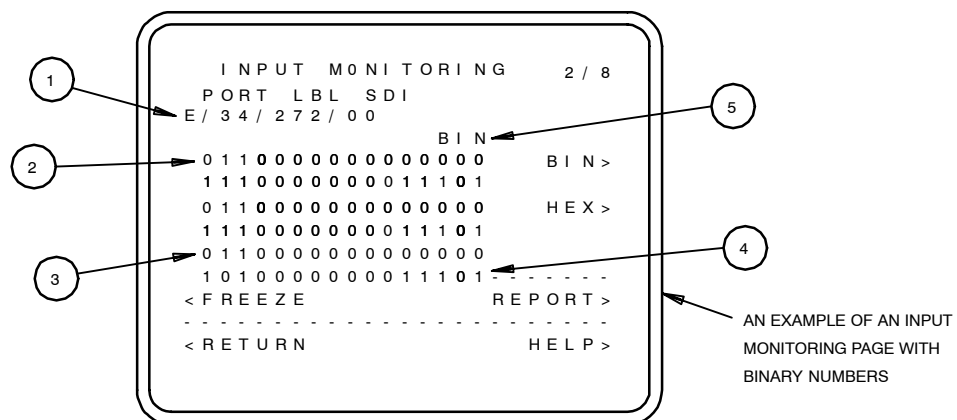 1
2
3
4
5
INPUT M0NITORING 2/8
PORT LBL SDI
E/34/272/00
BIN
0110000000000000 BIN>
1110000000011101
0110000000000000 HEX>
1110000000011101
0110000000000000
1010000000011101-------
<FREEZE REPORT>
------------------------
<RETURN HELP>
AN EXAMPLE OF AN INPUT
MONITORING PAGE WITH
BINARY NUMBERS